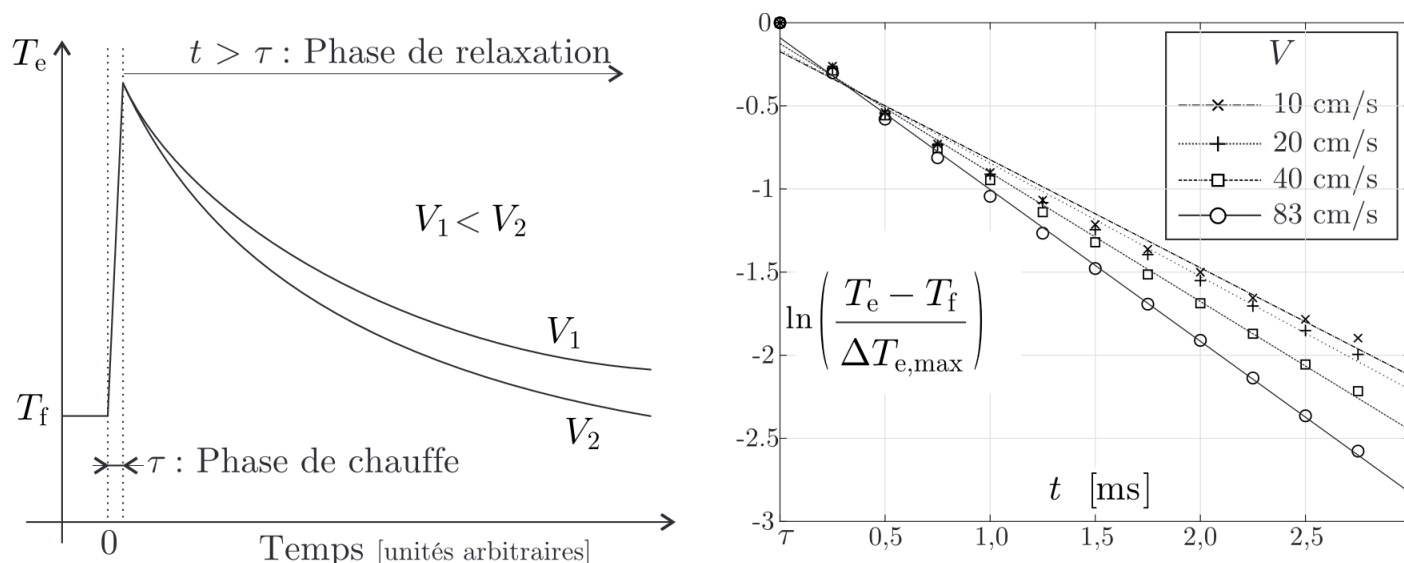 Te
t > τ : Phase de relaxation
V1 < V2
V1
Tf
V2
τ : Phase de chauffe
0
Temps [unités arbitraires]
0
-0.5
-1
-1.5
-2
-2.5
-3
V
10 cm/s
20 cm/s
40 cm/s
83 cm/s
ln( (Te − Tf) / ΔTe,max )
t [ms]
τ 0,5 1,0 1,5 2,0 2,5